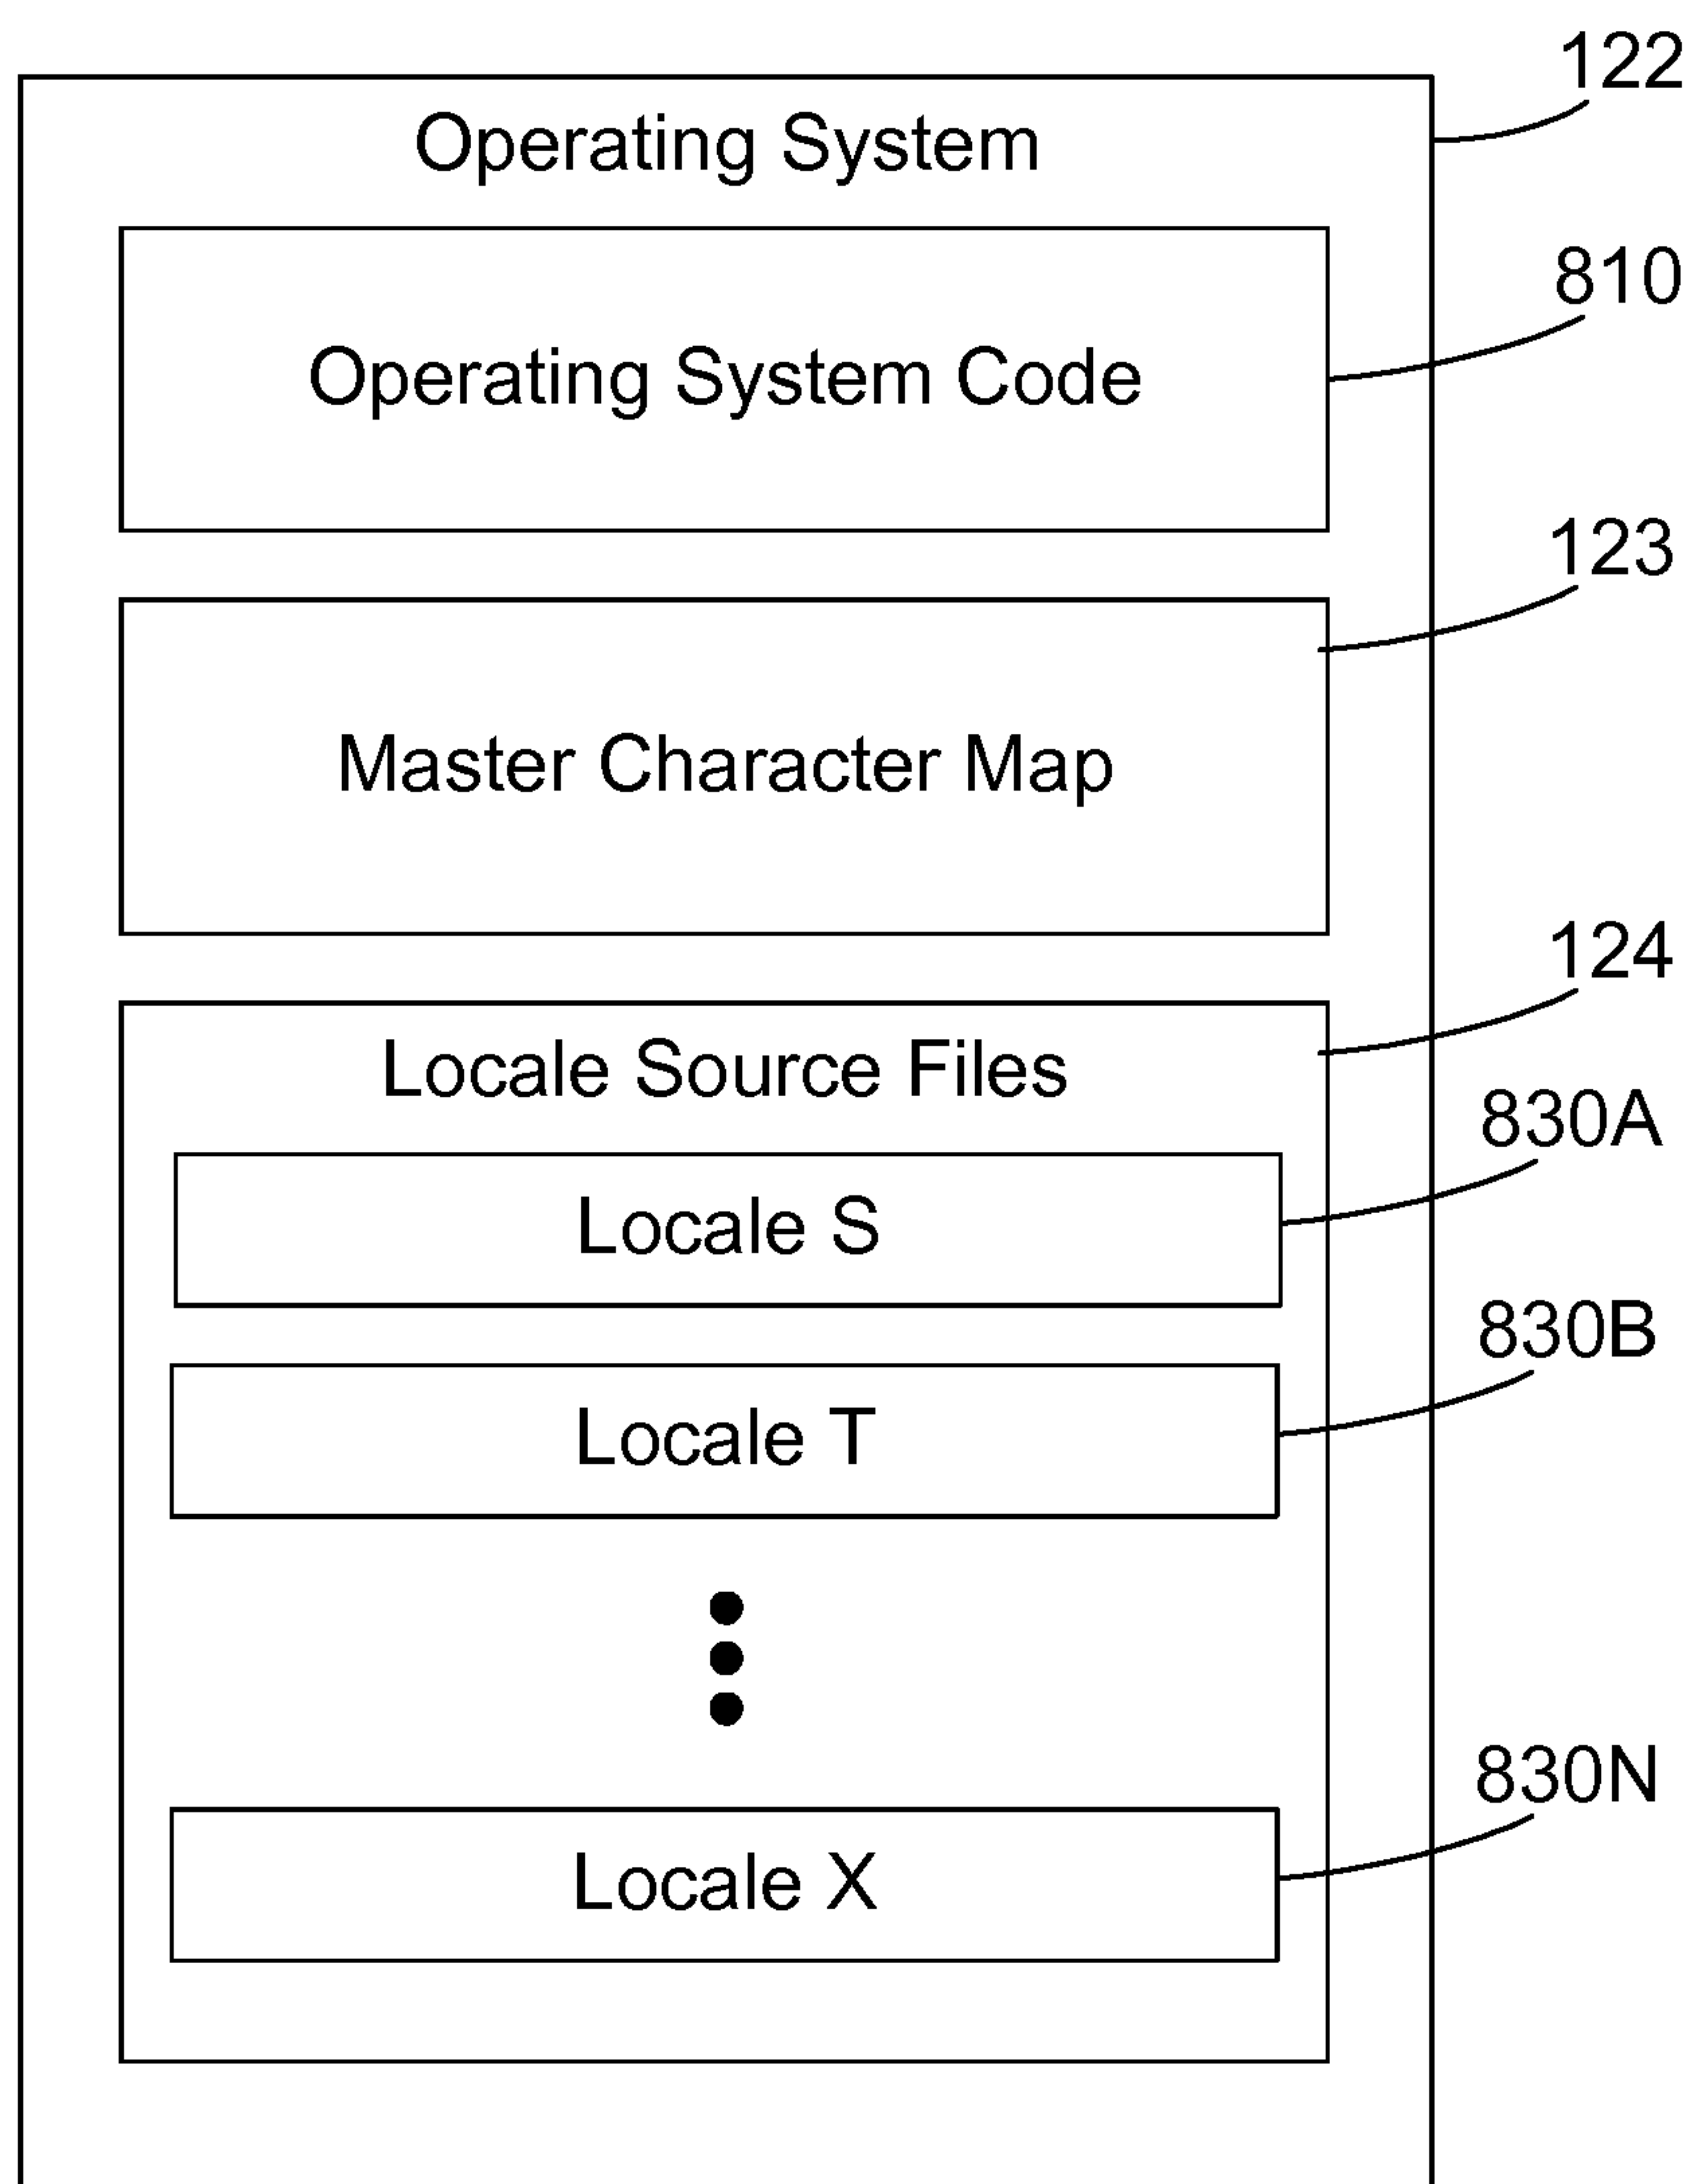 122
Operating System
810
Operating System Code
123
Master Character Map
124
Locale Source Files
830A
Locale S
830B
Locale T
830N
Locale X